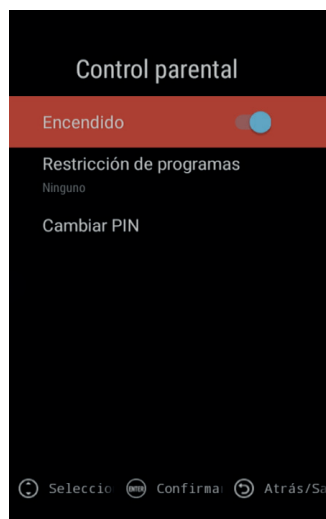 Control parental
Encendido
Restricción de programas
Ninguno
Cambiar PIN
Seleccio ENTER Confirma Atrás/Sa